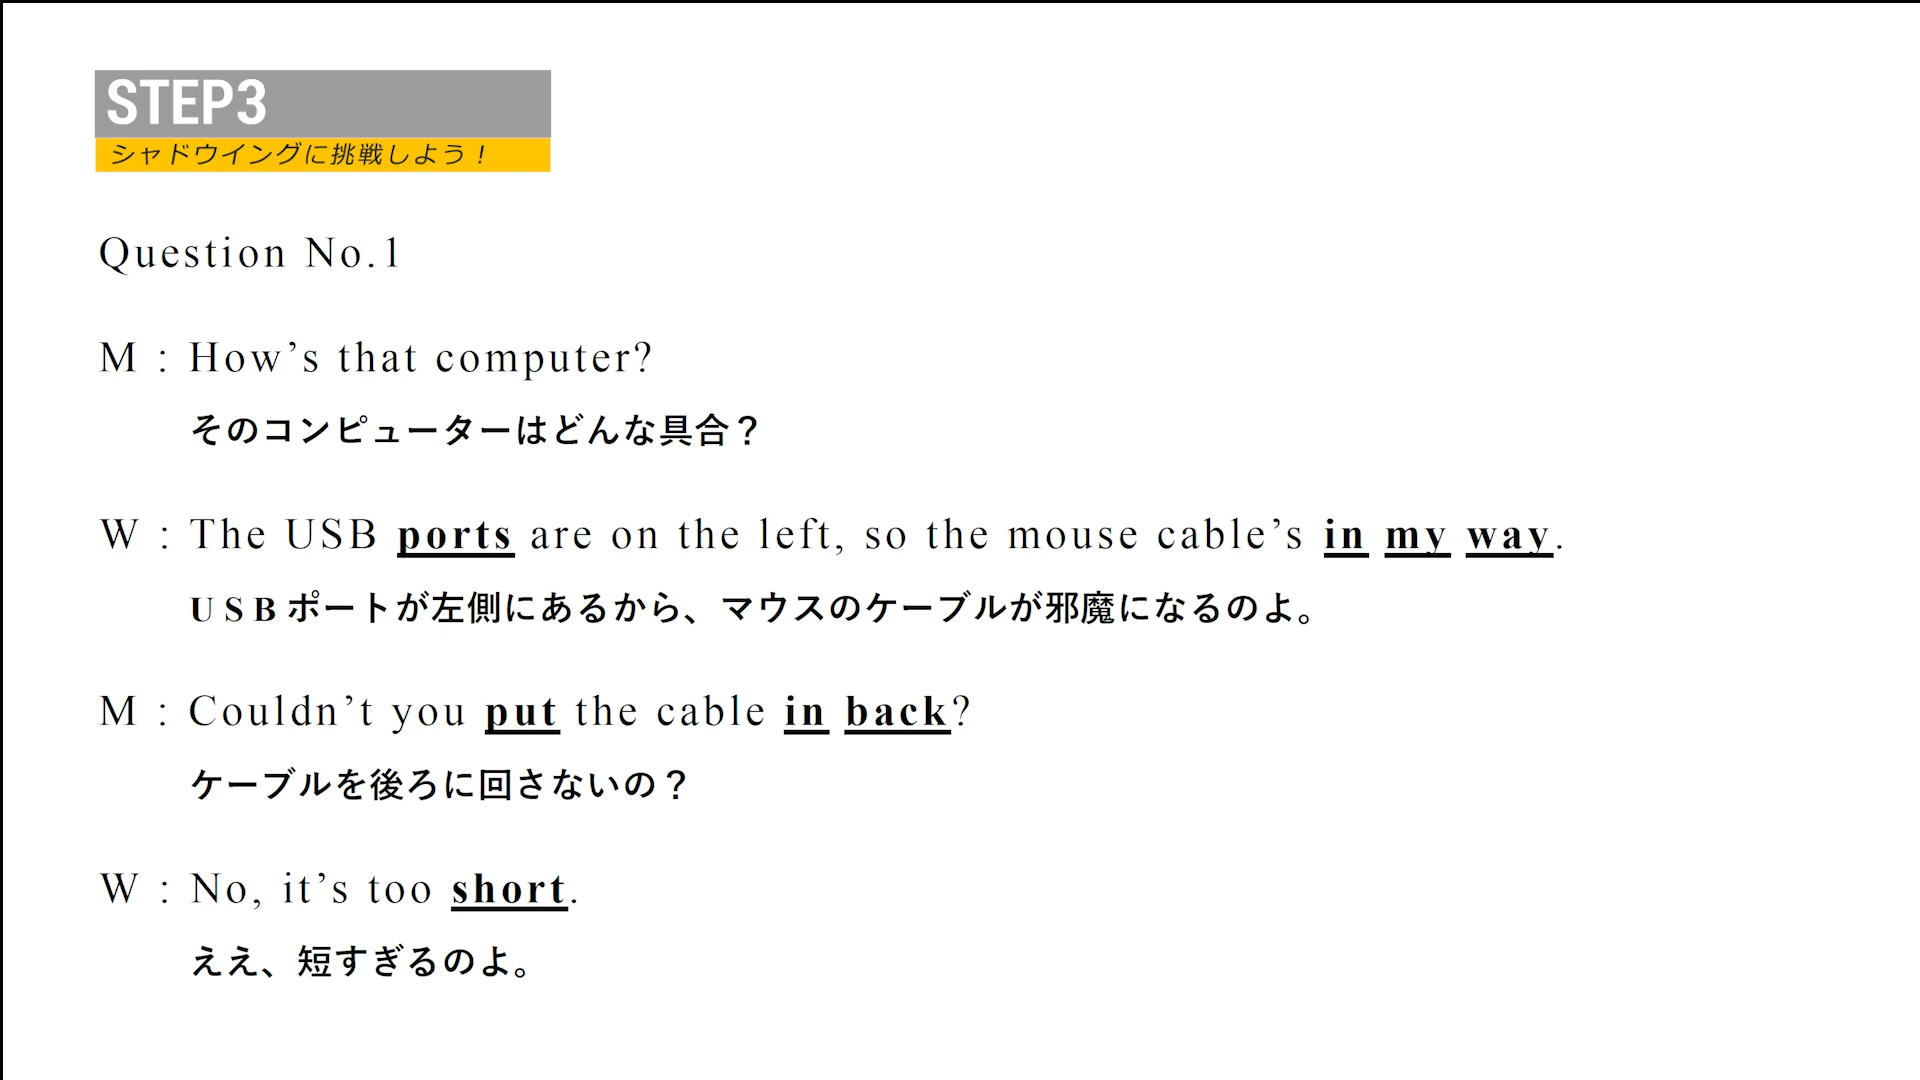 STEP3
シャドウイングに挑戦しよう！
Question No.1
M : How’s that computer?
そのコンピューターはどんな具合？
W : The USB ports are on the left, so the mouse cable’s in my way.
ＵＳＢポートが左側にあるから、マウスのケーブルが邪魔になるのよ。
M : Couldn’t you put the cable in back?
ケーブルを後ろに回さないの？
W : No, it’s too short.
ええ、短すぎるのよ。